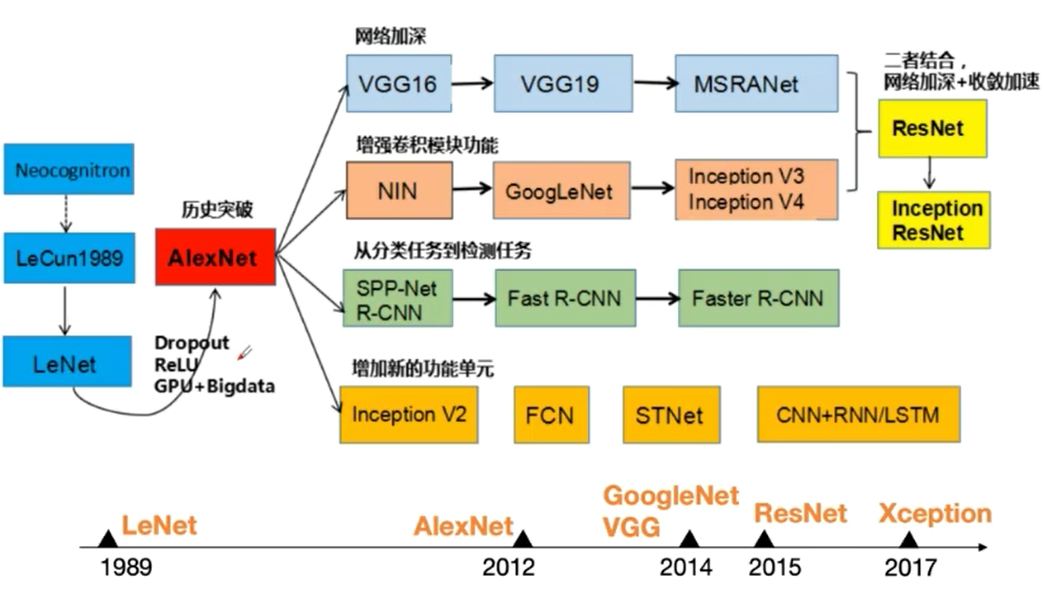 网络加深
VGG16
VGG19
MSRANet
二者结合，
网络加深+收敛加速
ResNet
Inception
ResNet
增强卷积模块功能
NIN
GoogLeNet
Inception V3
Inception V4
Neocognitron
LeCun1989
LeNet
历史突破
AlexNet
Dropout
ReLU
GPU+Bigdata
从分类任务到检测任务
SPP-Net
R-CNN
Fast R-CNN
Faster R-CNN
增加新的功能单元
Inception V2
FCN
STNet
CNN+RNN/LSTM
LeNet
AlexNet
GoogleNet
VGG
ResNet
Xception
1989
2012
2014
2015
2017